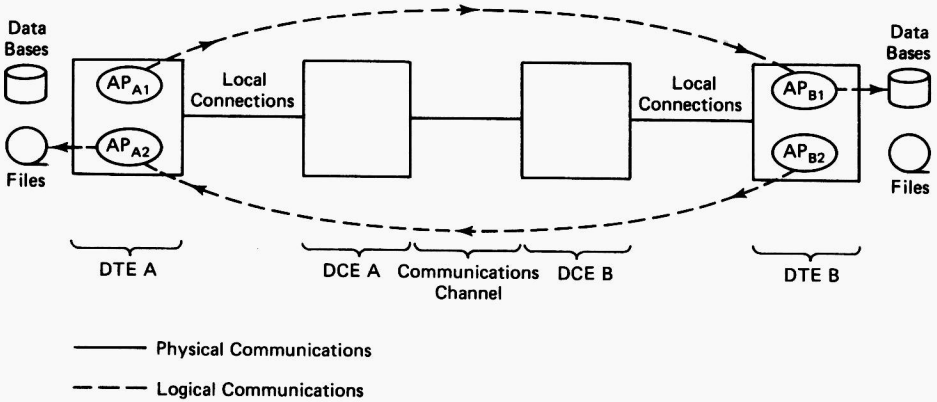 Data
Bases
AP_A1
Local
Connections
Local
Connections
AP_B1
Data
Bases
AP_A2
AP_B2
Files
Files
DTE A
DCE A
Communications
Channel
DCE B
DTE B
Physical Communications
Logical Communications